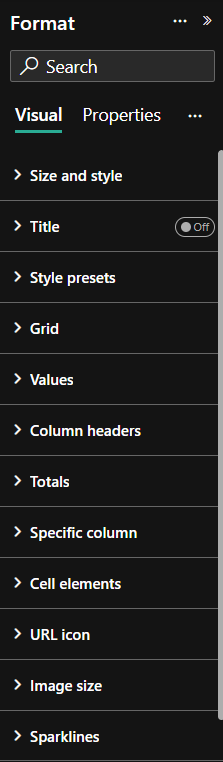 Format
Search
Visual Properties
Size and style
Title Off
Style presets
Grid
Values
Column headers
Totals
Specific column
Cell elements
URL icon
Image size
Sparklines